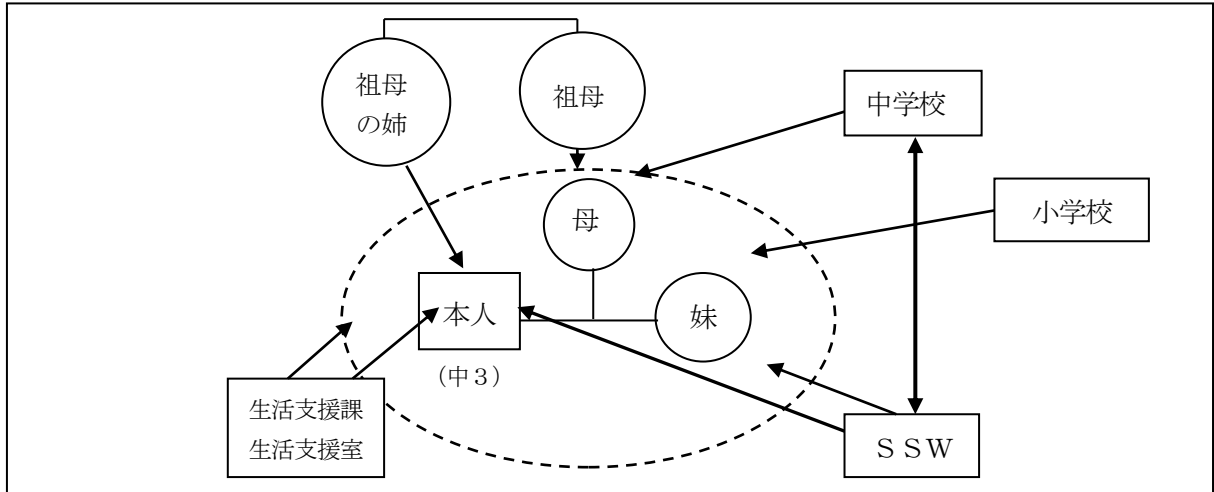 祖母
の姉
祖母
中学校
母
小学校
本人
妹
（中３）
生活支援課
生活支援室
ＳＳＷ